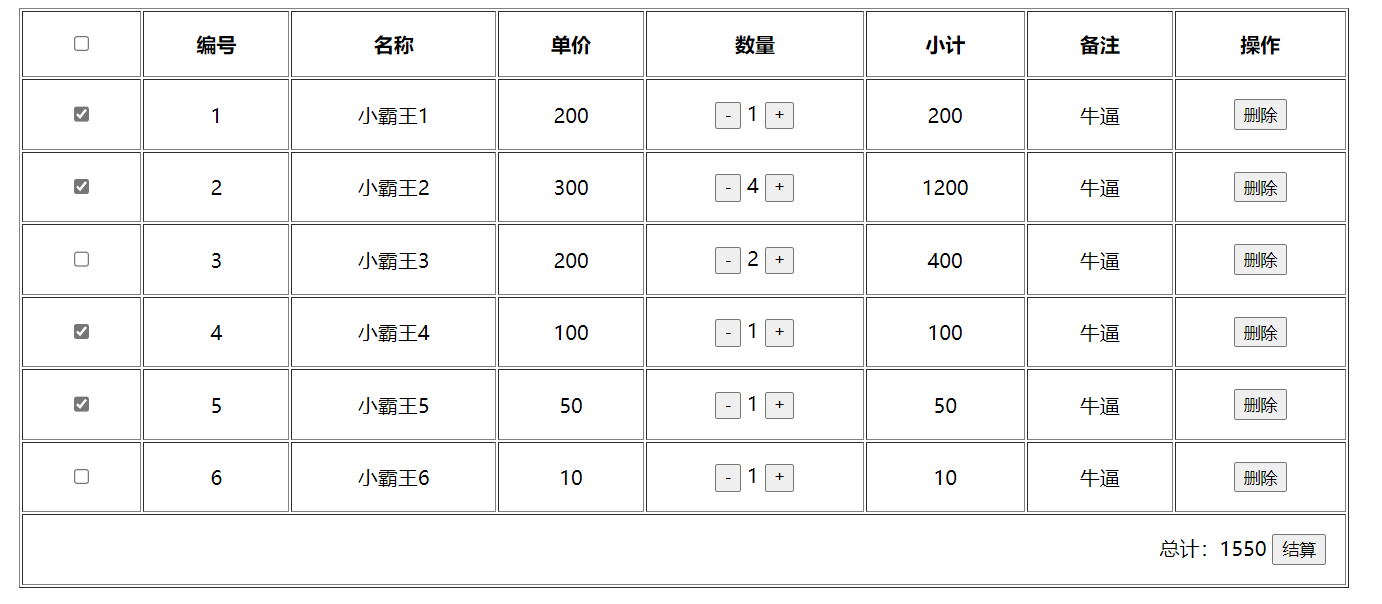 编号 名称 单价 数量 小计 备注 操作
1 小霸王1 200 - 1 + 200 牛逼 删除
2 小霸王2 300 - 4 + 1200 牛逼 删除
3 小霸王3 200 - 2 + 400 牛逼 删除
4 小霸王4 100 - 1 + 100 牛逼 删除
5 小霸王5 50 - 1 + 50 牛逼 删除
6 小霸王6 10 - 1 + 10 牛逼 删除
总计：1550 结算